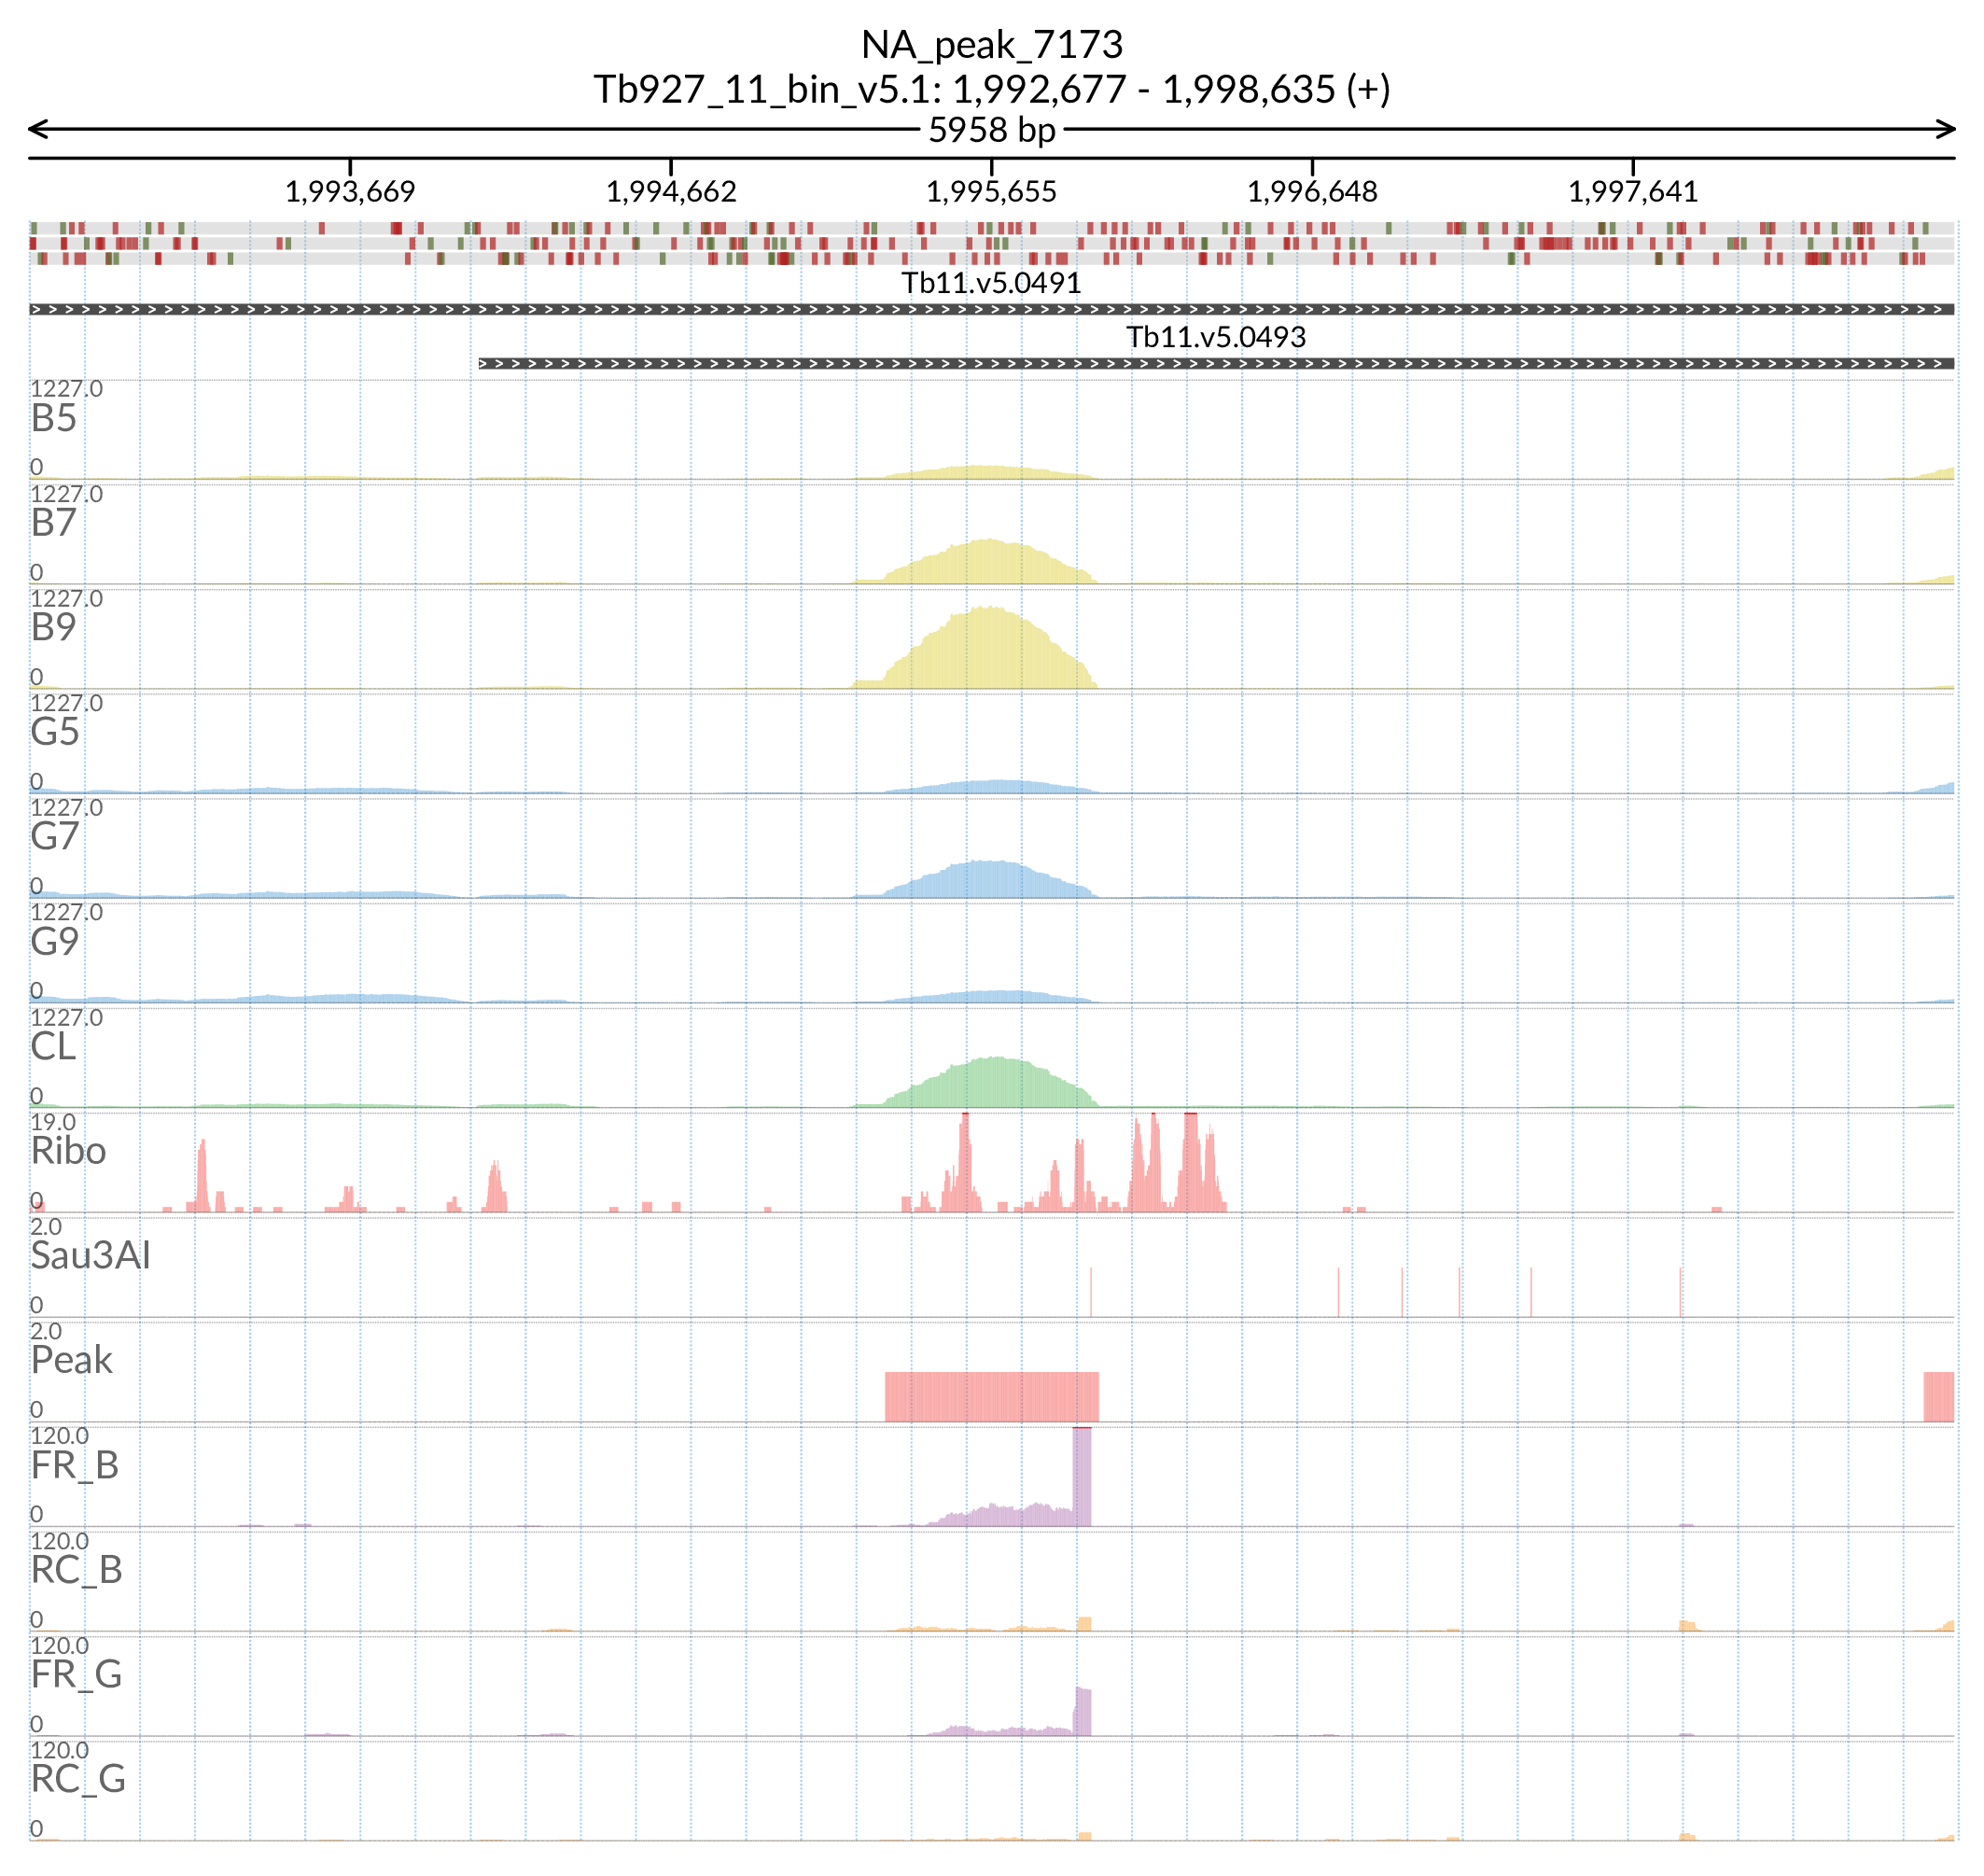 NA_peak_7173
Tb927_11_bin_v5.1: 1,992,677 - 1,998,635 (+)
5958 bp
1,993,669 1,994,662 1,995,655 1,996,648 1,997,641
Tb11.v5.0491
Tb11.v5.0493
1227.0
B5
0
1227.0
B7
0
1227.0
B9
0
1227.0
G5
0
1227.0
G7
0
1227.0
G9
0
1227.0
CL
0
19.0
Ribo
0
2.0
Sau3AI
0
2.0
Peak
0
120.0
FR_B
0
120.0
RC_B
0
120.0
FR_G
0
120.0
RC_G
0